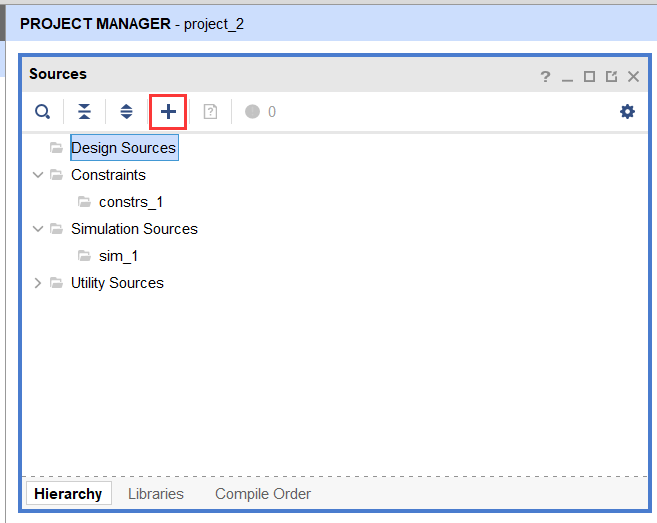 PROJECT MANAGER - project_2
Sources
?
0
Design Sources
Constraints
constrs_1
Simulation Sources
sim_1
Utility Sources
Hierarchy Libraries Compile Order